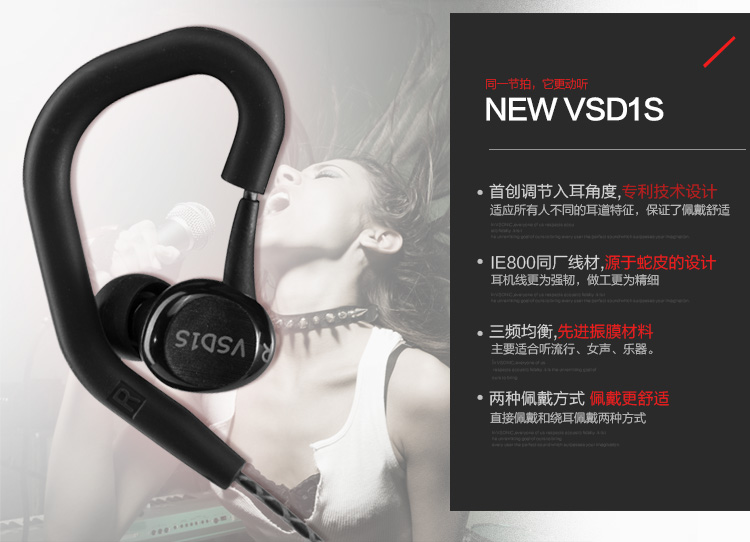 同一节拍，它更动听
NEW VSD1S
首创调节入耳角度,专利技术设计
适应所有人不同的耳道特征，保证了佩戴舒适
IE800同厂线材,源于蛇皮的设计
耳机线更为强韧，做工更为精细
三频均衡,先进振膜材料
主要适合听流行、女声、乐器。
两种佩戴方式 佩戴更舒适
直接佩戴和绕耳佩戴两种方式
VSD1S
R
R